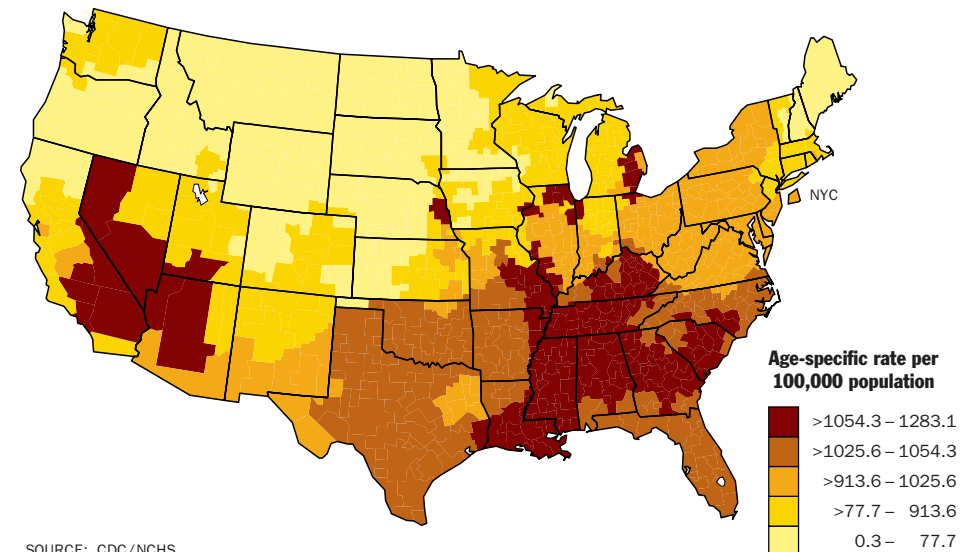 NYC
Age-specific rate per
100,000 population
>1054.3 – 1283.1
>1025.6 – 1054.3
>913.6 – 1025.6
>77.7 – 913.6
0.3 – 77.7
SOURCE: CDC/NCHS